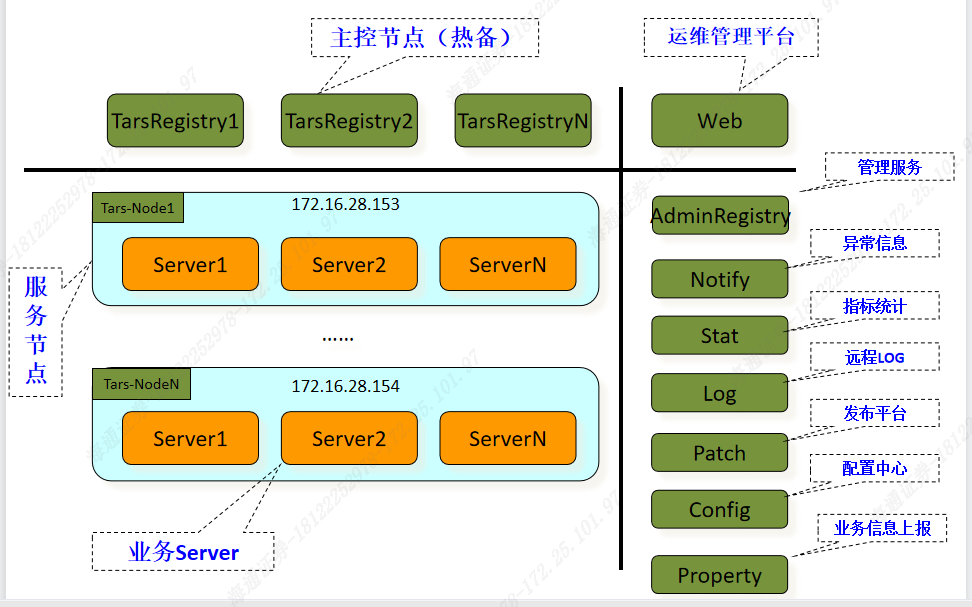 主控节点（热备）
运维管理平台
TarsRegistry1
TarsRegistry2
TarsRegistryN
Web
管理服务
Tars-Node1
172.16.28.153
AdminRegistry
Server1
Server2
ServerN
异常信息
Notify
服务节点
指标统计
......
Stat
远程LOG
Tars-NodeN
172.16.28.154
Log
发布平台
Server1
Server2
ServerN
Patch
配置中心
Config
业务信息上报
业务Server
Property